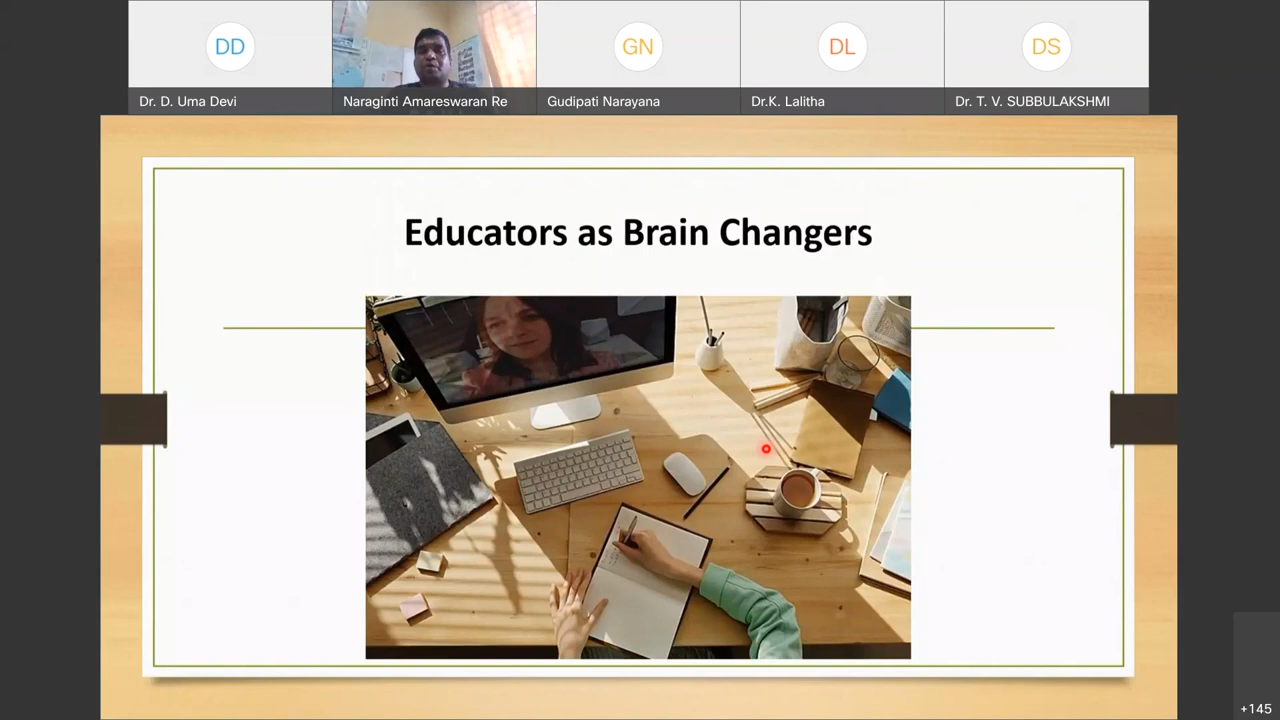 DD
GN
DL
DS
Dr. D. Uma Devi
Naraginti Amareswaran Re
Gudipati Narayana
Dr.K. Lalitha
Dr. T. V. SUBBULAKSHMI
Educators as Brain Changers
+145